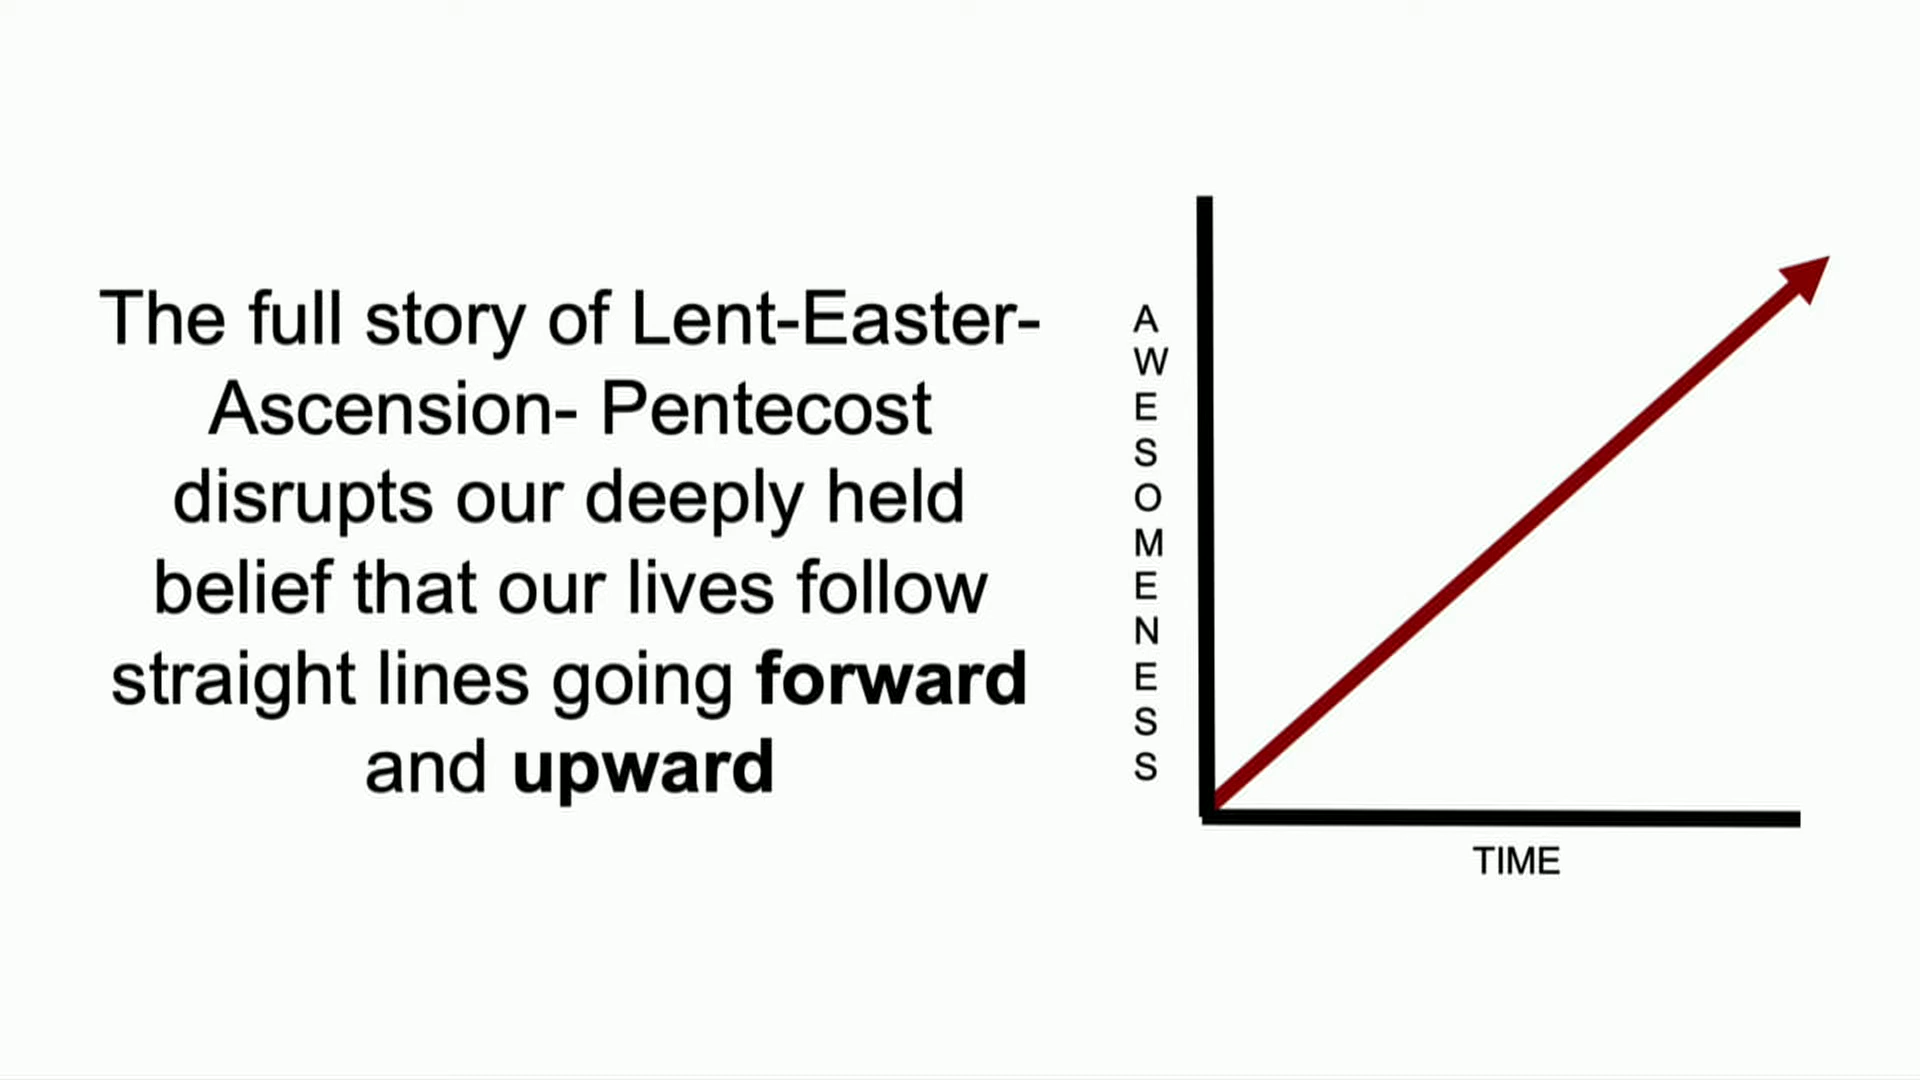 The full story of Lent-Easter-
Ascension- Pentecost
disrupts our deeply held
belief that our lives follow
straight lines going forward
and upward
A
W
E
S
O
M
E
N
E
S
S
TIME